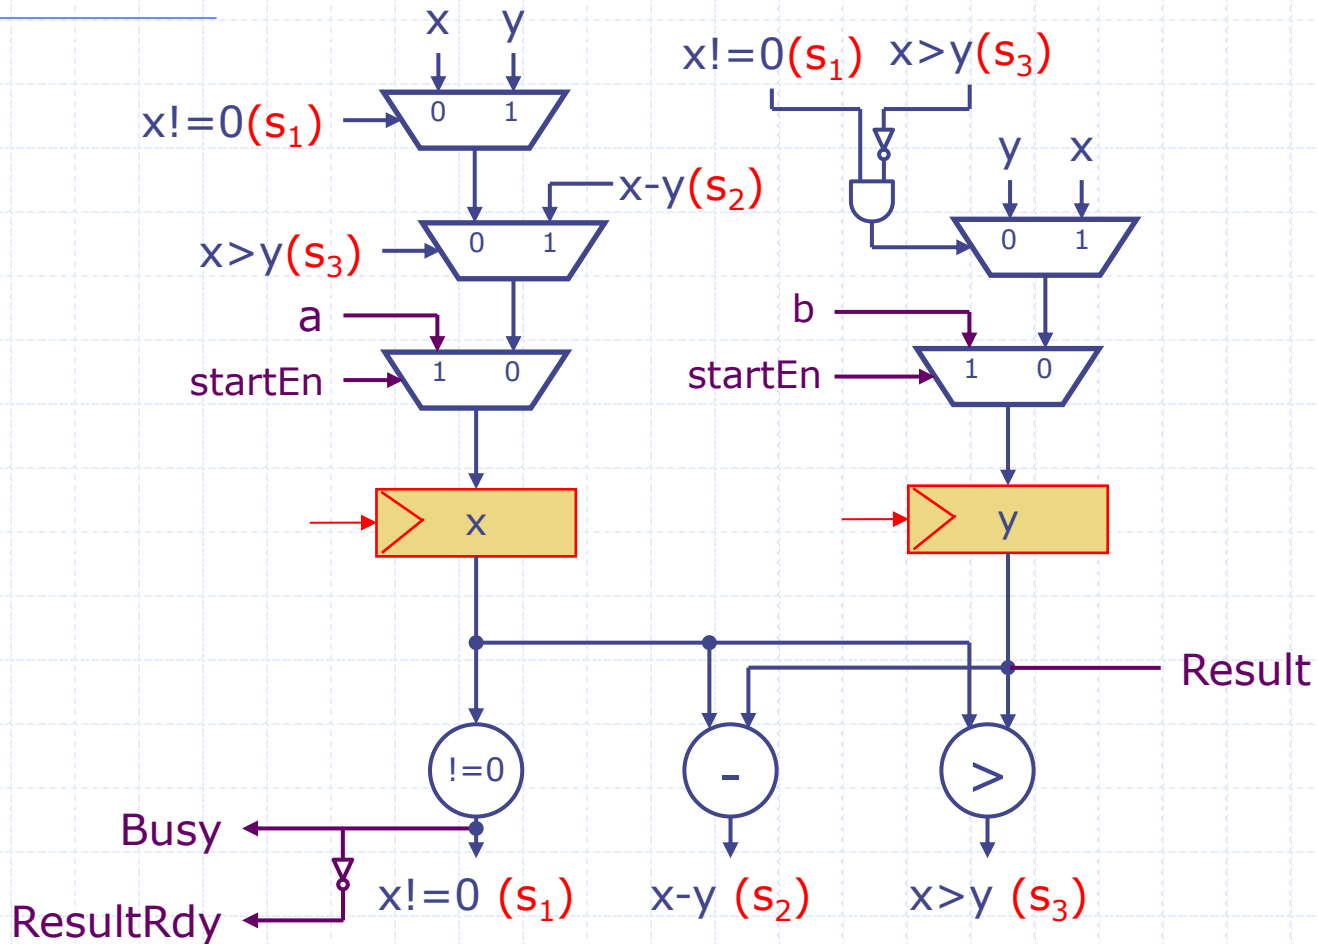 x y
x!=0(s₁) x>y(s₃)
0 1
x!=0(s₁)
y x
x-y(s₂)
0 1
0 1
x>y(s₃)
a
b
1 0
1 0
startEn
startEn
x
y
Result
!=0
-
>
Busy
x!=0 (s₁) x-y (s₂) x>y (s₃)
ResultRdy